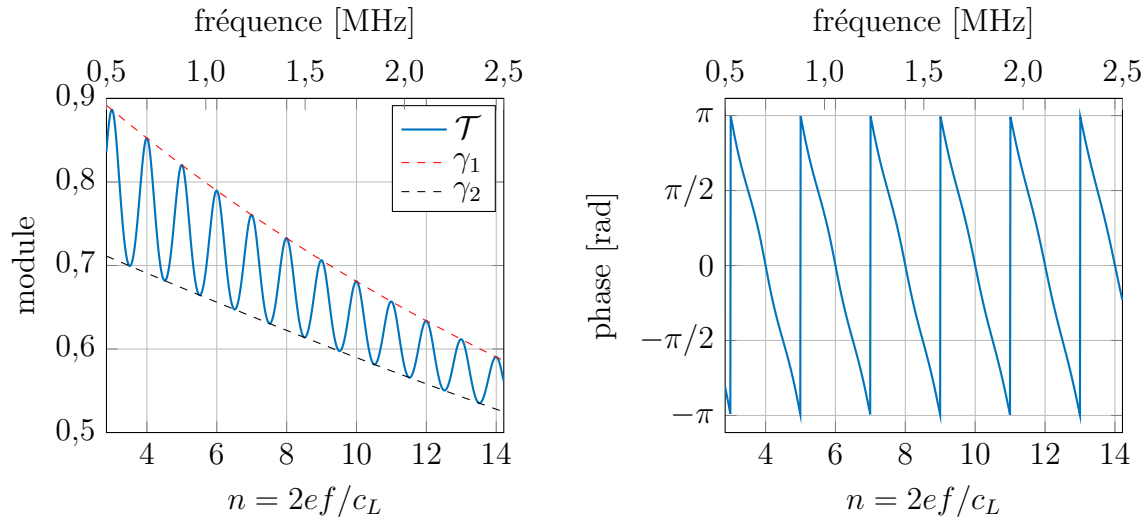 fréquence [MHz]
0,5 1,0 1,5 2,0 2,5
0,9
0,8
0,7
0,6
0,5
module
𝒯
γ₁
γ₂
4 6 8 10 12 14
n = 2ef/c_L
fréquence [MHz]
0,5 1,0 1,5 2,0 2,5
π
π/2
0
−π/2
−π
phase [rad]
4 6 8 10 12 14
n = 2ef/c_L